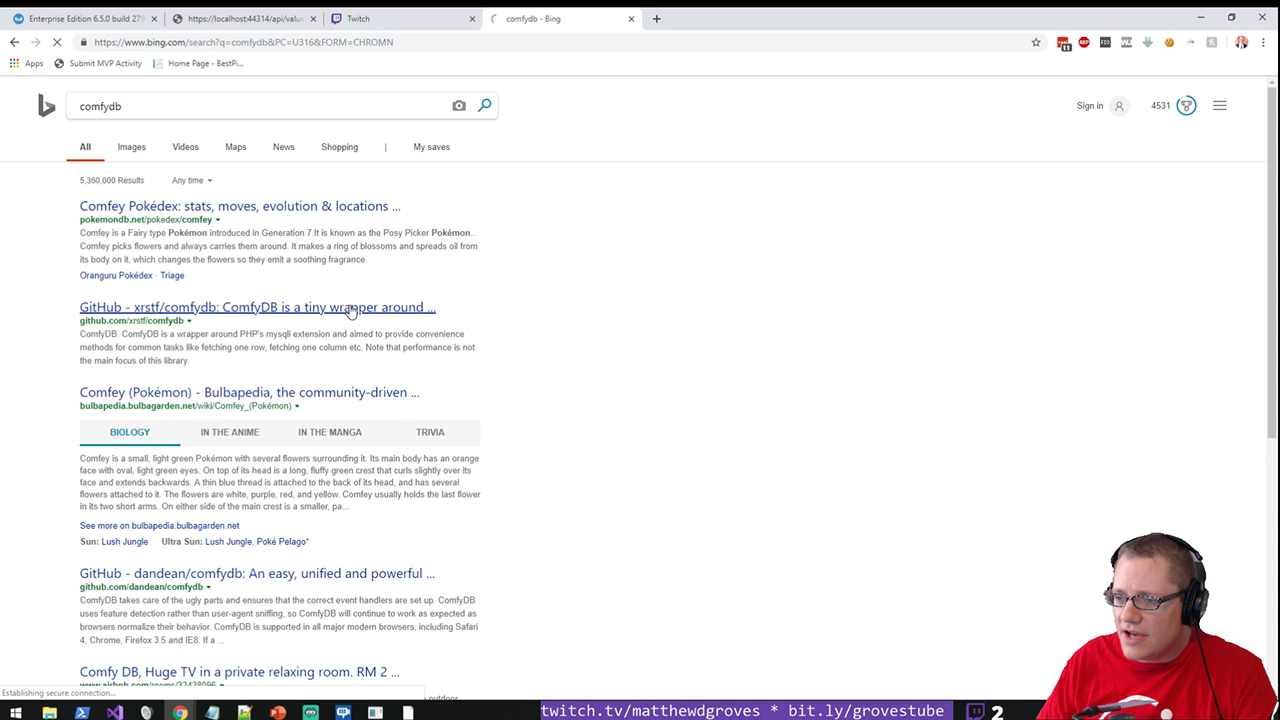 Enterprise Edition 6.5.0 build 279
https://localhost:44314/api/value
Twitch
comfydb - Bing
https://www.bing.com/search?q=comfydb&PC=U316&FORM=CHROMN
Apps
Submit MVP Activity
Home Page - BestPi...
comfydb
Sign in
4531
All
Images
Videos
Maps
News
Shopping
My saves
5,360,000 Results
Any time
Comfey Pokédex: stats, moves, evolution & locations ...
pokemondb.net/pokedex/comfey
Comfey is a Fairy type Pokémon introduced in Generation 7.It is known as the Posy Picker Pokémon.
Comfey picks flowers and always carries them around. It makes a ring of blossoms and spreads oil from
its body on it, which changes the flowers so they emit a soothing fragrance.
Oranguru Pokédex · Triage
GitHub - xrstf/comfydb: ComfyDB is a tiny wrapper around ...
github.com/xrstf/comfydb
ComfyDB. ComfyDB is a wrapper around PHP's mysqli extension and aimed to provide convenience
methods for common tasks like fetching one row, fetching one column etc. Note that performance is not
the main focus of this library.
Comfey (Pokémon) - Bulbapedia, the community-driven ...
bulbapedia.bulbagarden.net/wiki/Comfey_(Pokémon)
BIOLOGY
IN THE ANIME
IN THE MANGA
TRIVIA
Comfey is a small, light green Pokémon with several flowers surrounding it. Its main body has an orange
face with oval, light green eyes. On top of its head is a long, fluffy green crest that curls slightly over its
face and extends backwards. A thin blue thread is attached to the back of its head, and has several
flowers attached to it. The flowers are white, purple, red, and yellow. Comfey usually holds the last flower
in its two short arms. On either side of the main crest is a smaller, pa...
See more on bulbapedia.bulbagarden.net
Sun: Lush Jungle Ultra Sun: Lush Jungle, Poké Pelago*
GitHub - dandean/comfydb: An easy, unified and powerful ...
github.com/dandean/comfydb
ComfyDB takes care of the ugly parts and ensures that the correct event handlers are set up. ComfyDB
uses feature detection rather than user-agent sniffing, so ComfyDB will continue to work as expected as
browsers normalize their behavior. ComfyDB is supported in all major modern browsers, including Safari
4, Chrome, Firefox 3.5 and IE8. If a ...
Comfy DB, Huge TV in a private relaxing room. RM 2 ...
www.airbnb.com/rooms/22428096
outdoor
Establishing secure connection...
twitch.tv/matthewdgroves * bit.ly/grovestube
2